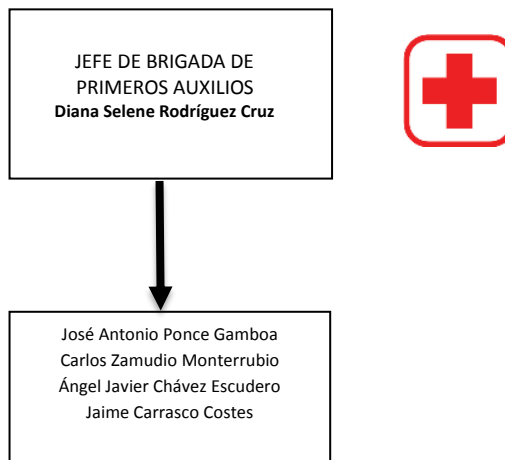 JEFE DE BRIGADA DE
PRIMEROS AUXILIOS
Diana Selene Rodríguez Cruz
José Antonio Ponce Gamboa
Carlos Zamudio Monterrubio
Ángel Javier Chávez Escudero
Jaime Carrasco Costes